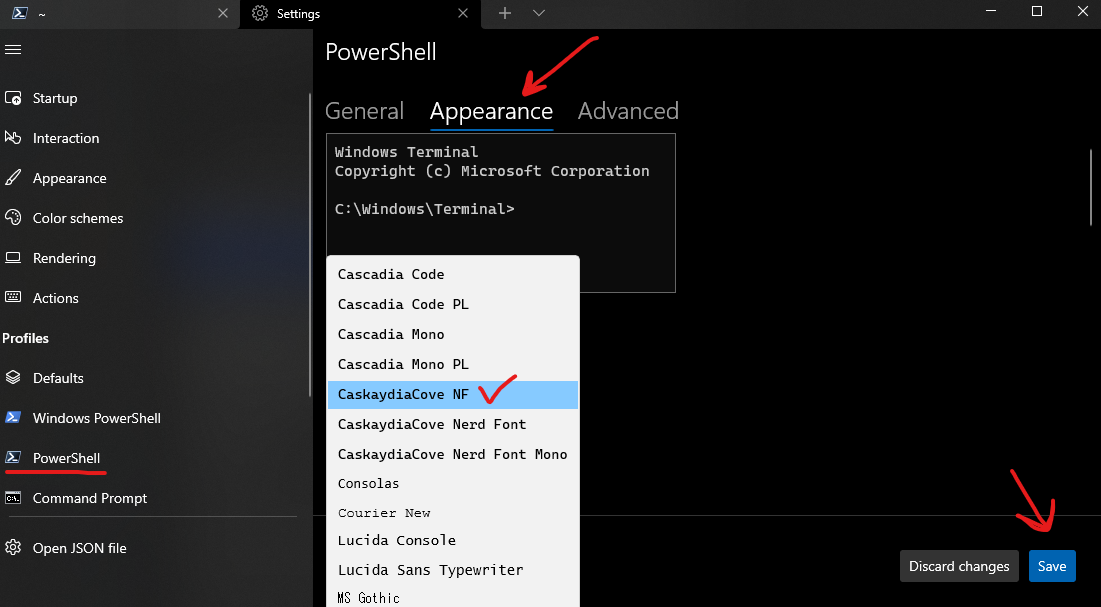 ~
Settings
PowerShell
Startup
Interaction
Appearance
Color schemes
Rendering
Actions
Profiles
Defaults
Windows PowerShell
PowerShell
Command Prompt
Open JSON file
General Appearance Advanced
Windows Terminal
Copyright (c) Microsoft Corporation
C:\Windows\Terminal>
Cascadia Code
Cascadia Code PL
Cascadia Mono
Cascadia Mono PL
CaskaydiaCove NF
CaskaydiaCove Nerd Font
CaskaydiaCove Nerd Font Mono
Consolas
Courier New
Lucida Console
Lucida Sans Typewriter
MS Gothic
Discard changes
Save